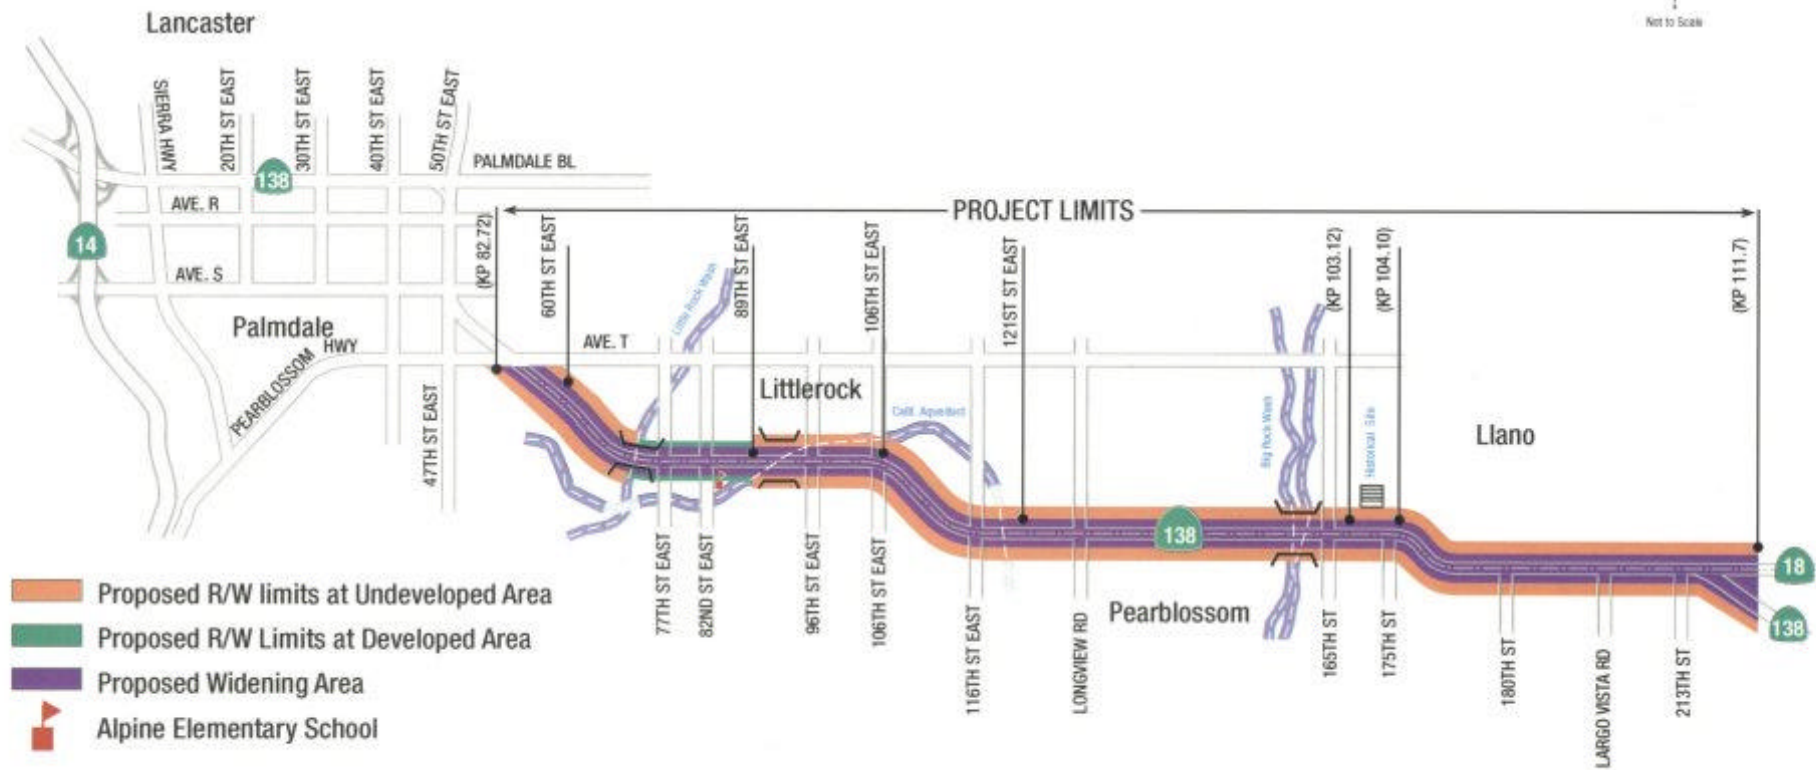 Not to Scale
Lancaster
SIERRA HWY
20TH ST EAST
30TH ST EAST
40TH ST EAST
50TH ST EAST
138
PALMDALE BL
AVE. R
14
AVE. S
(KP 82.72)
PROJECT LIMITS
60TH ST EAST
Little Rock Wash
89TH ST EAST
106TH ST EAST
121ST ST EAST
(KP 103.12)
(KP 104.10)
(KP 111.7)
Palmdale
PEARBLOSSOM HWY
AVE. T
47TH ST EAST
Littlerock
Calif. Aqueduct
Big Rock Wash
Historical Site
Llano
138
18
138
77TH ST EAST
82ND ST EAST
96TH ST EAST
106TH ST EAST
116TH ST EAST
LONGVIEW RD
Pearblossom
165TH ST
175TH ST
180TH ST
LARGO VISTA RD
213TH ST
Proposed R/W limits at Undeveloped Area
Proposed R/W Limits at Developed Area
Proposed Widening Area
Alpine Elementary School